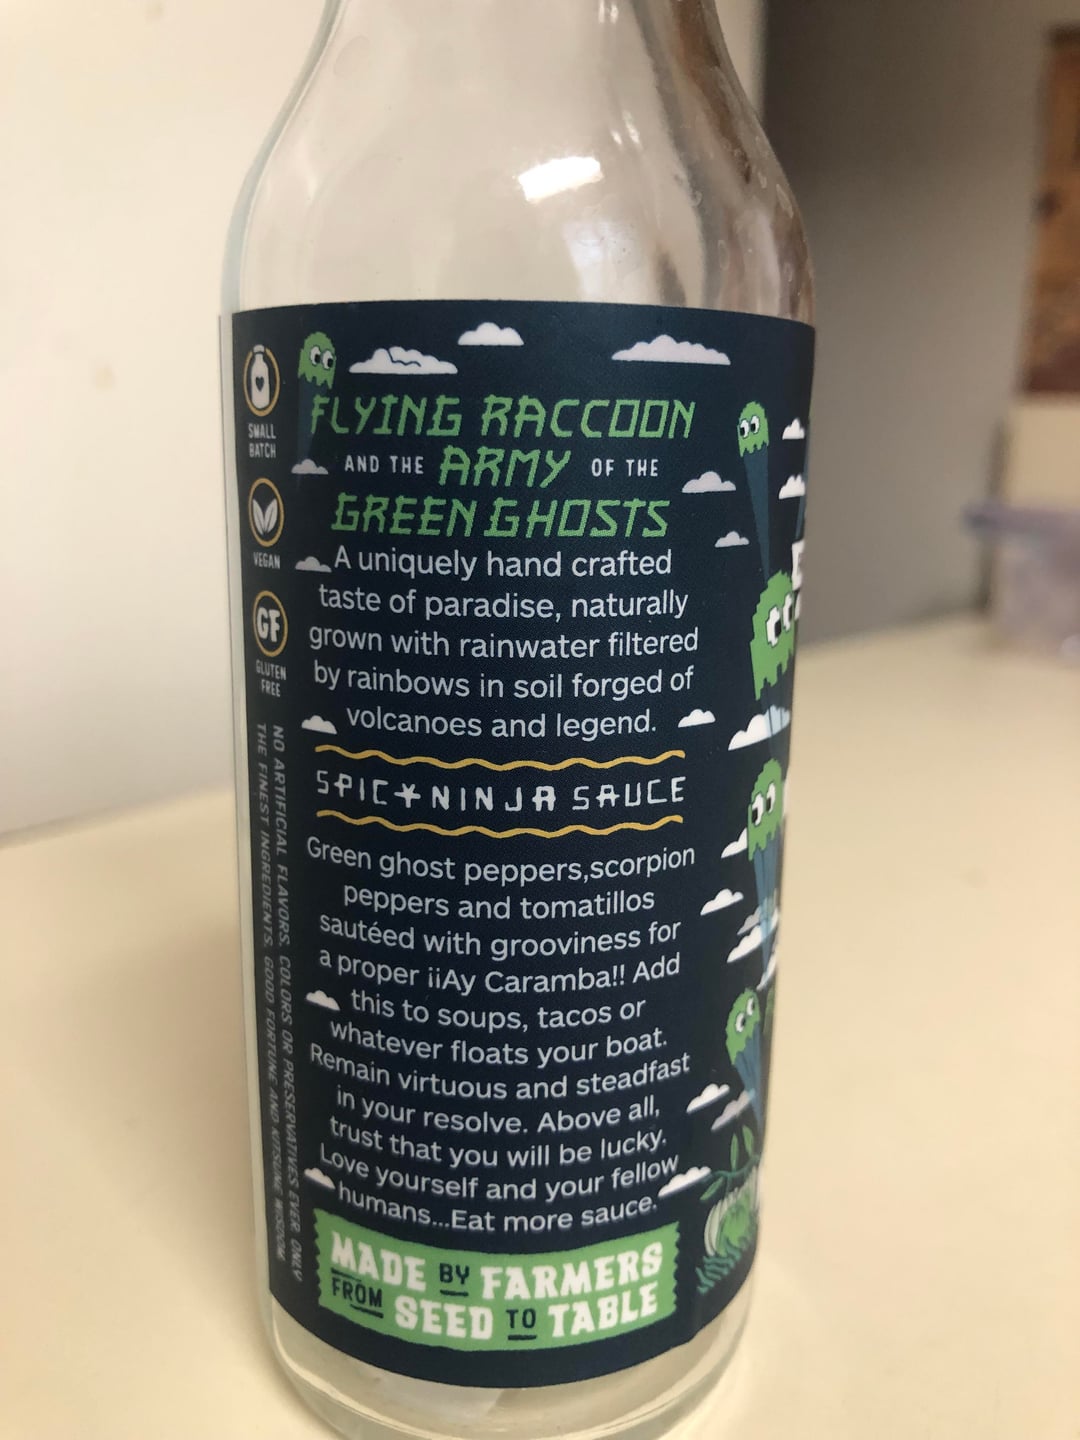 FLYING RACCOON
AND THE ARMY OF THE
GREEN GHOSTS
A uniquely hand crafted
taste of paradise, naturally
grown with rainwater filtered
by rainbows in soil forged of
volcanoes and legend.
SPIC★NINJA SAUCE
Green ghost peppers,scorpion
peppers and tomatillos
sautéed with grooviness for
a proper ¡¡Ay Caramba!! Add
this to soups, tacos or
whatever floats your boat.
Remain virtuous and steadfast
in your resolve. Above all,
trust that you will be lucky.
Love yourself and your fellow
humans...Eat more sauce.
MADE BY FARMERS
FROM SEED TO TABLE
SMALL
BATCH
VEGAN
GF
GLUTEN
FREE
NO ARTIFICIAL FLAVORS, COLORS OR PRESERVATIVES EVER. ONLY
THE FINEST INGREDIENTS, GOOD FORTUNE AND KITSUNE WISDOM.